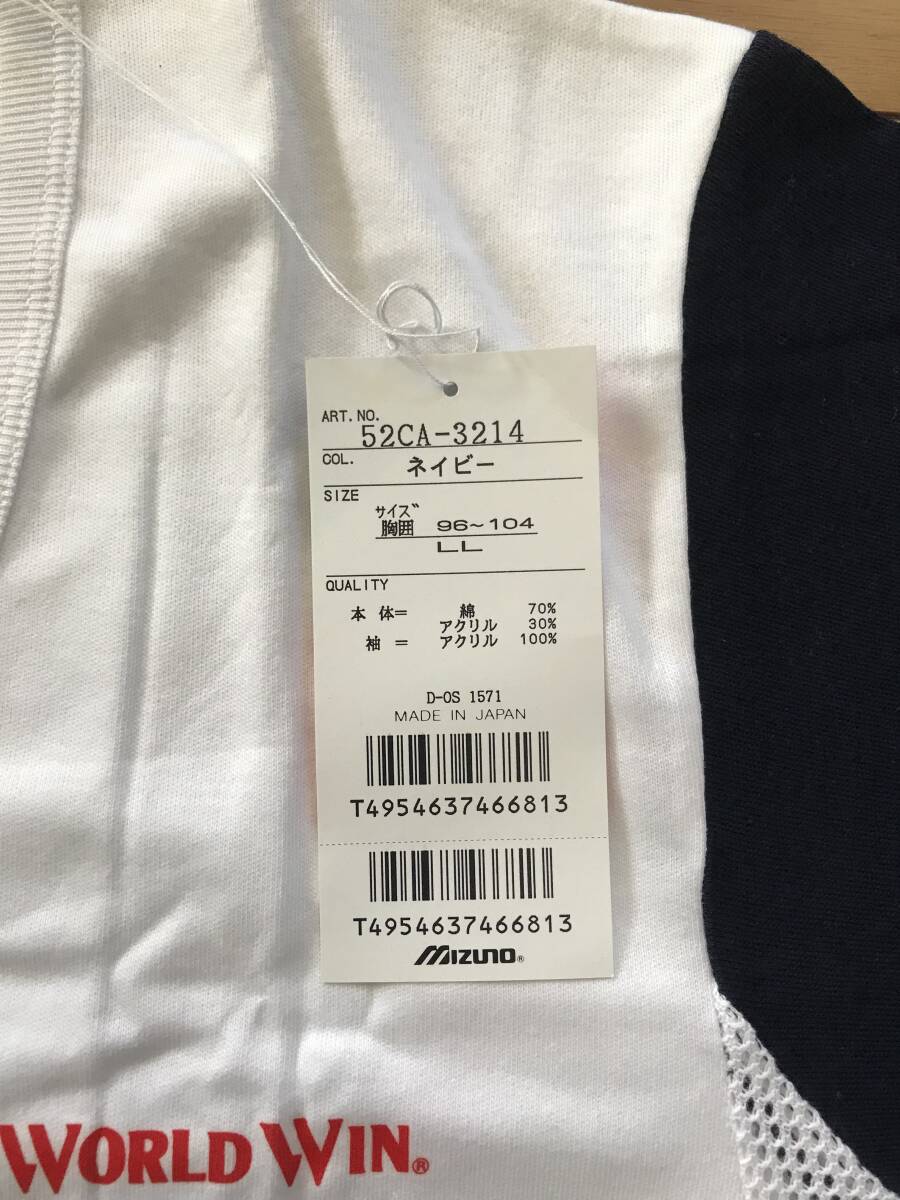 ART. NO.
52CA-3214
COL.
ネイビー
SIZE
サイズ
胸囲 96~104
LL
QUALITY
本 体= 綿 70%
アクリル 30%
袖 = アクリル 100%
D-OS 1571
MADE IN JAPAN
T4954637466813
T4954637466813
MIZUNO®
WORLD WIN®